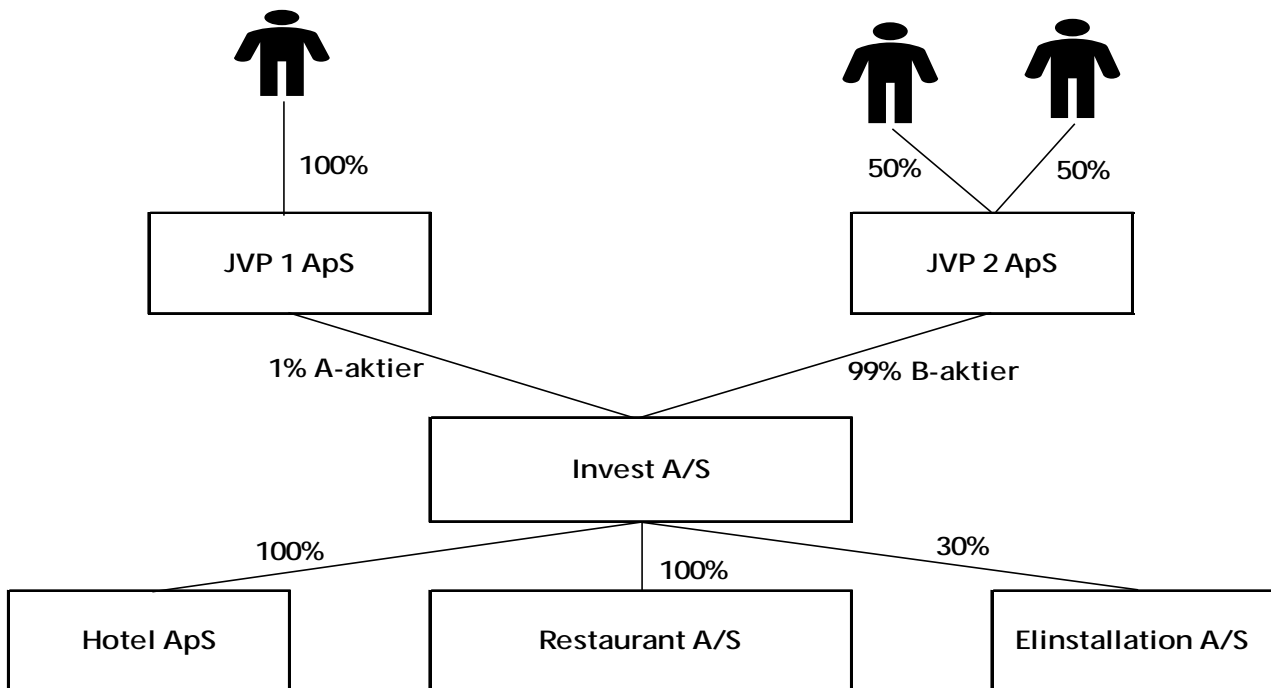 100%
50%
50%
JVP 1 ApS
JVP 2 ApS
1% A-aktier
99% B-aktier
Invest A/S
100%
100%
30%
Hotel ApS
Restaurant A/S
Elinstallation A/S